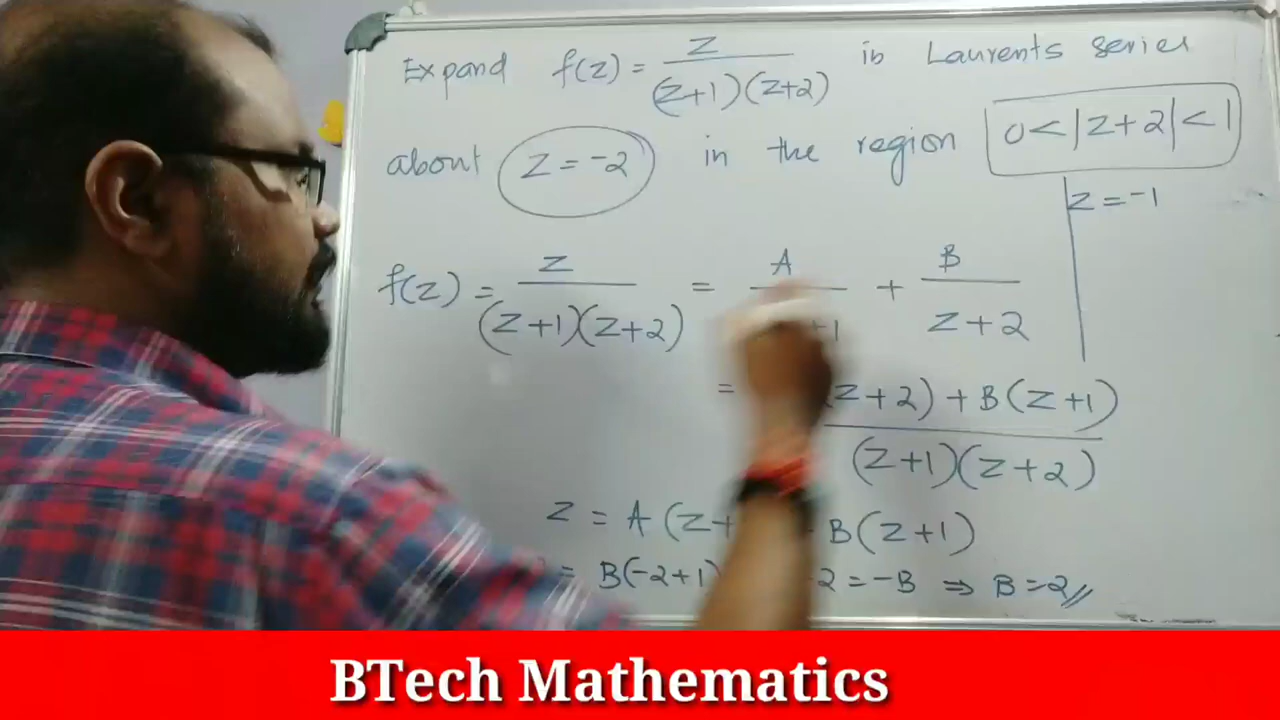 Expand f(z) = z / (z+1)(z+2) in Laurents series
about z = -2 in the region 0 < |z+2| < 1
z = -1
f(z) = z / (z+1)(z+2) = A / +1 + B / z+2
= (z+2) + B(z+1) / (z+1)(z+2)
z = A(z+ B(z+1)
= B(-2+1) 2 = -B ⇒ B = 2//
BTech Mathematics